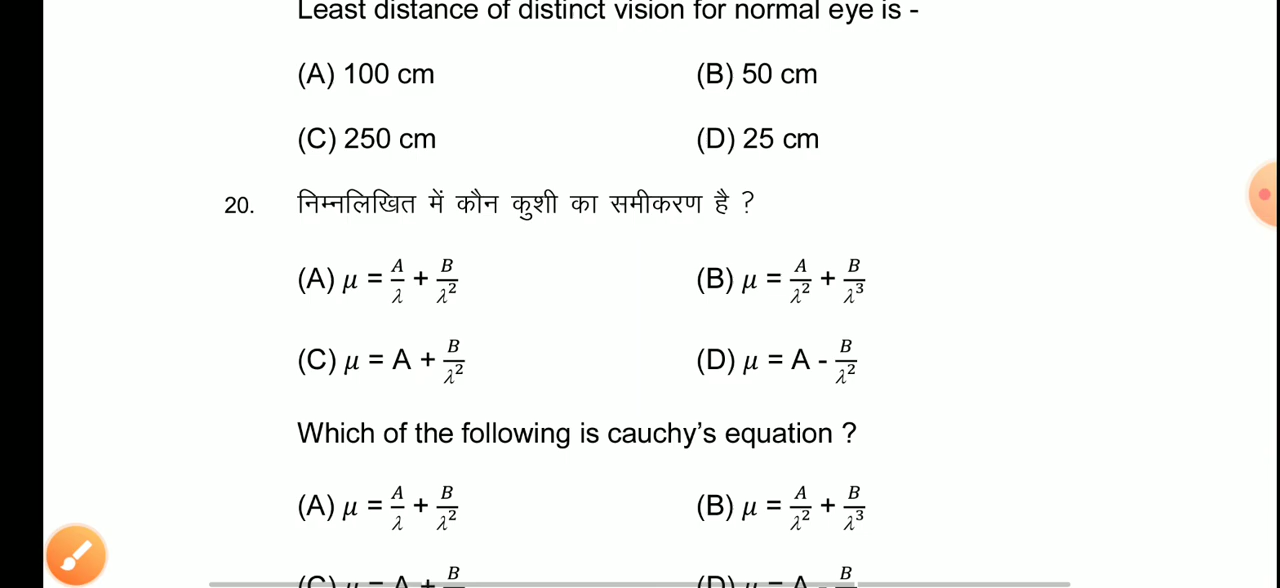 Least distance of distinct vision for normal eye is -
(A) 100 cm (B) 50 cm
(C) 250 cm (D) 25 cm
20. निम्नलिखित में कौन कुशी का समीकरण है ?
(A) μ = A/λ + B/λ² (B) μ = A/λ² + B/λ³
(C) μ = A + B/λ² (D) μ = A - B/λ²
Which of the following is cauchy's equation ?
(A) μ = A/λ + B/λ² (B) μ = A/λ² + B/λ³
(C) μ = A + B (D) μ = A - B